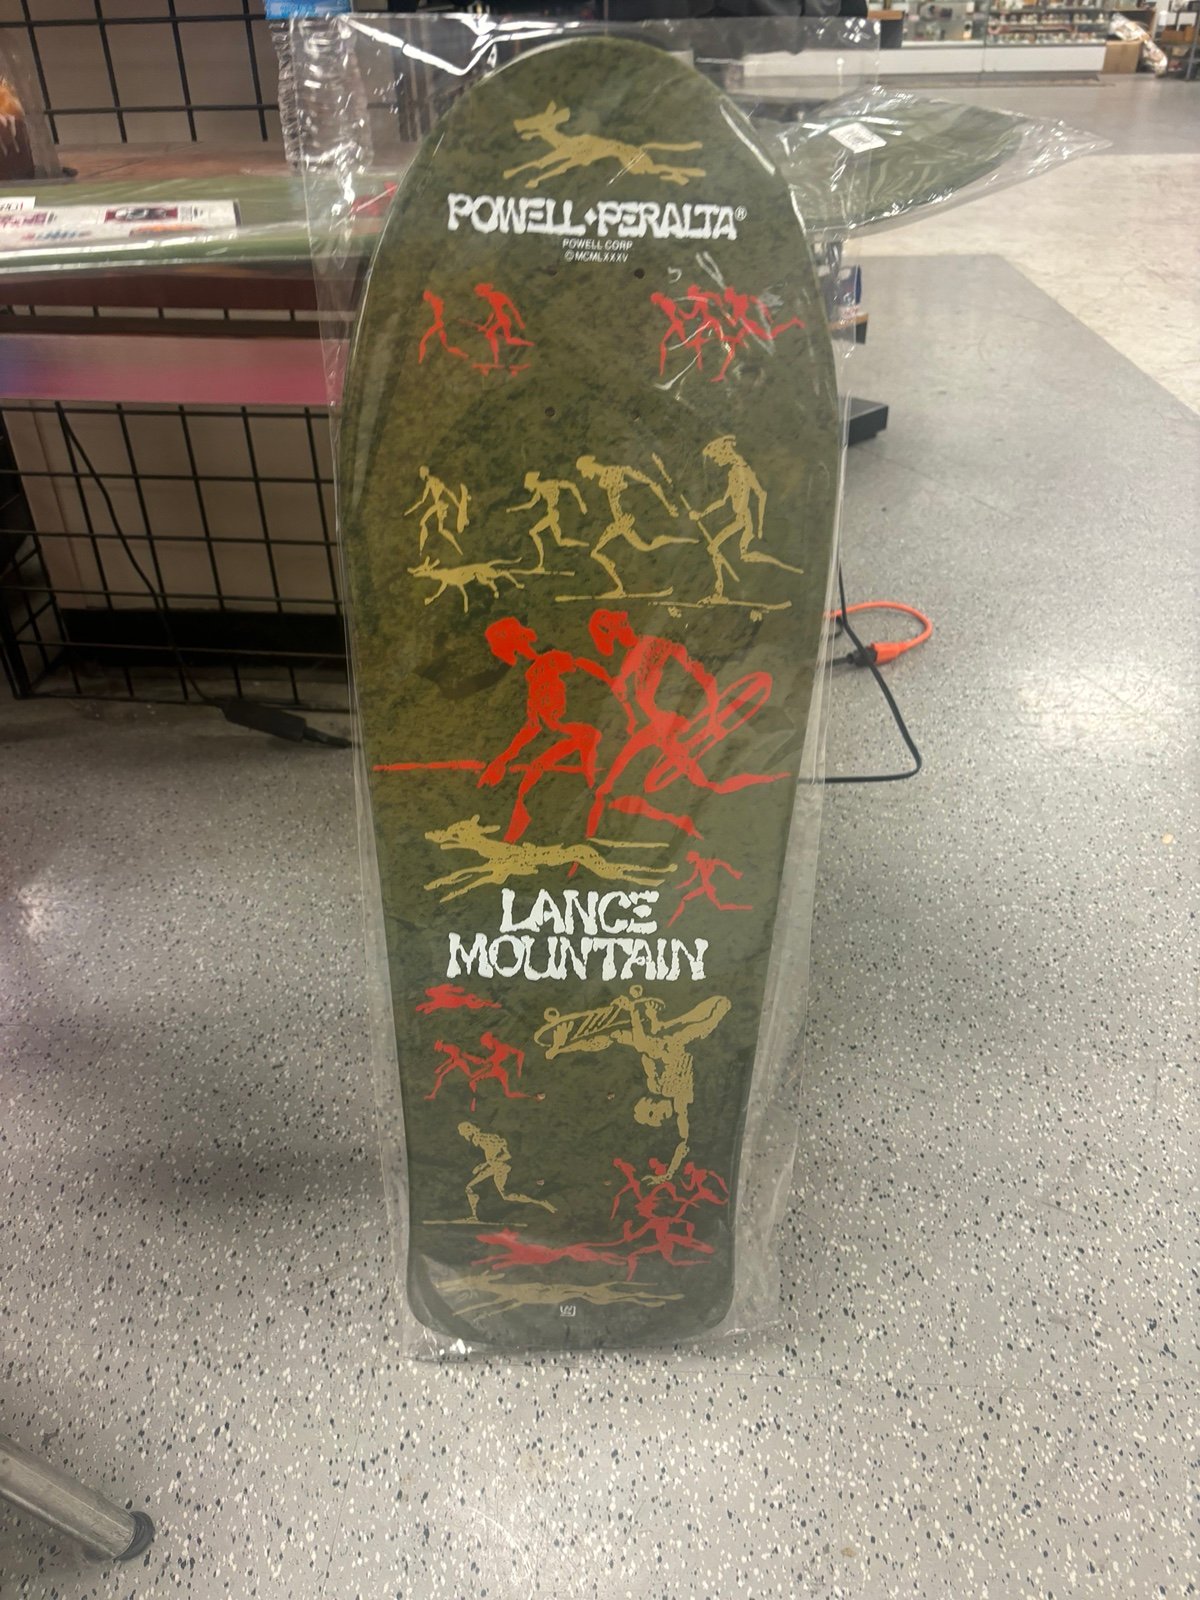 POWELL✦PERALTA®
POWELL CORP
©MCMLXXXV
LANCE
MOUNTAIN